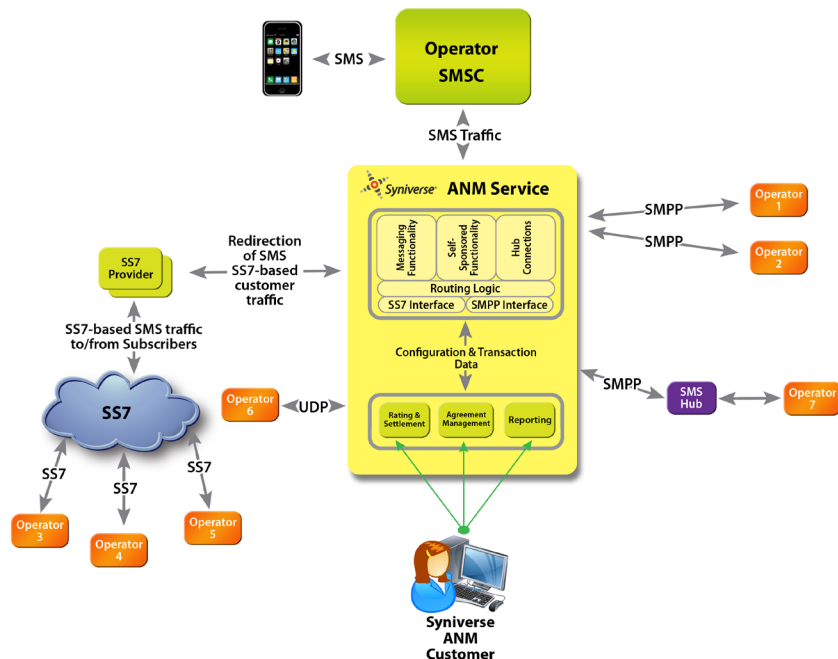 Operator
SMSC
SMS
SMS Traffic
Syniverse® ANM Service
Messaging
Functionality
Self-
Sponsored
Functionality
Hub
Connections
Routing Logic
SS7 Interface
SMPP Interface
Configuration & Transaction
Data
Rating &
Settlement
Agreement
Management
Reporting
SMPP
Operator
1
SMPP
Operator
2
Redirection
of SMS
SS7-based
customer
traffic
SS7
Provider
SS7-based SMS traffic
to/from Subscribers
SS7
Operator
6
UDP
SMPP
SMS
Hub
Operator
7
SS7
SS7
SS7
Operator
3
Operator
4
Operator
5
Syniverse
ANM
Customer